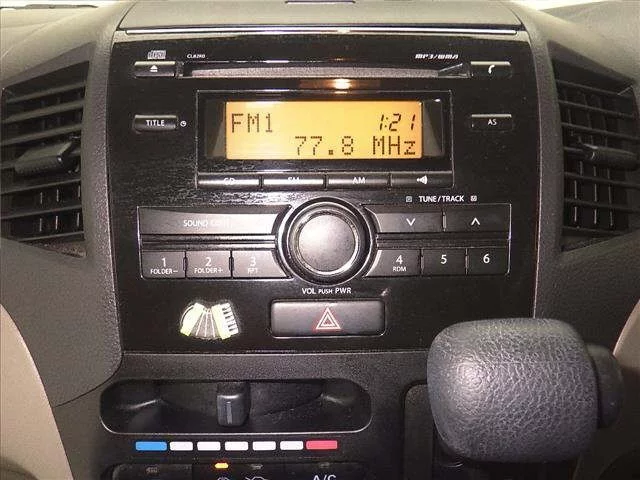 MP3/WMA
TITLE
FM1 1:21
77.8 MHz
AS
CD FM AM
TUNE/TRACK
1 2 3 4 5 6
FOLDER- FOLDER+ RPT RDM
VOL PUSH PWR
A/C